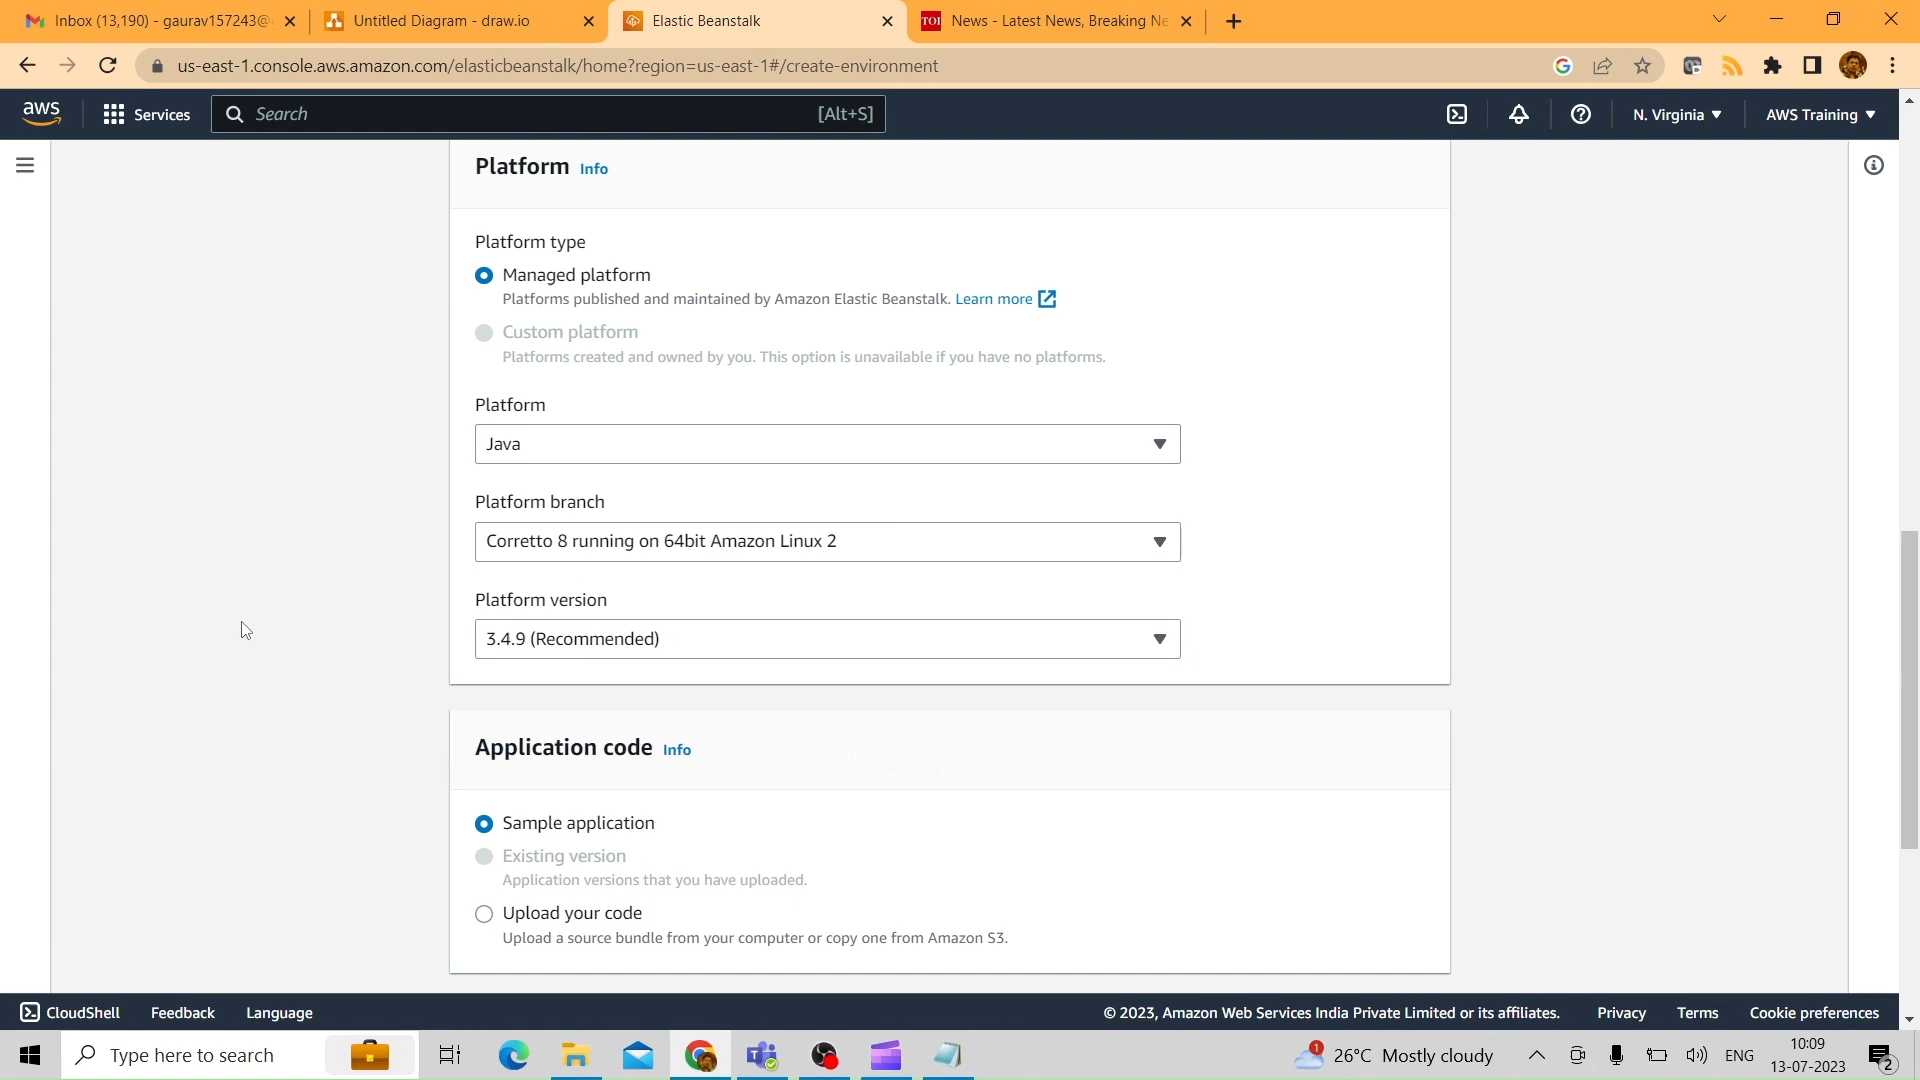 Inbox (13,190) - gaurav157243@
Untitled Diagram - draw.io
Elastic Beanstalk
TOI
News - Latest News, Breaking Ne
us-east-1.console.aws.amazon.com/elasticbeanstalk/home?region=us-east-1#/create-environment
aws
Services
Search
[Alt+S]
N. Virginia
AWS Training
Platform Info
Platform type
Managed platform
Platforms published and maintained by Amazon Elastic Beanstalk. Learn more
Custom platform
Platforms created and owned by you. This option is unavailable if you have no platforms.
Platform
Java
Platform branch
Corretto 8 running on 64bit Amazon Linux 2
Platform version
3.4.9 (Recommended)
Application code Info
Sample application
Existing version
Application versions that you have uploaded.
Upload your code
Upload a source bundle from your computer or copy one from Amazon S3.
CloudShell
Feedback
Language
© 2023, Amazon Web Services India Private Limited or its affiliates.
Privacy
Terms
Cookie preferences
Type here to search
1
26°C Mostly cloudy
ENG
10:09
13-07-2023
2